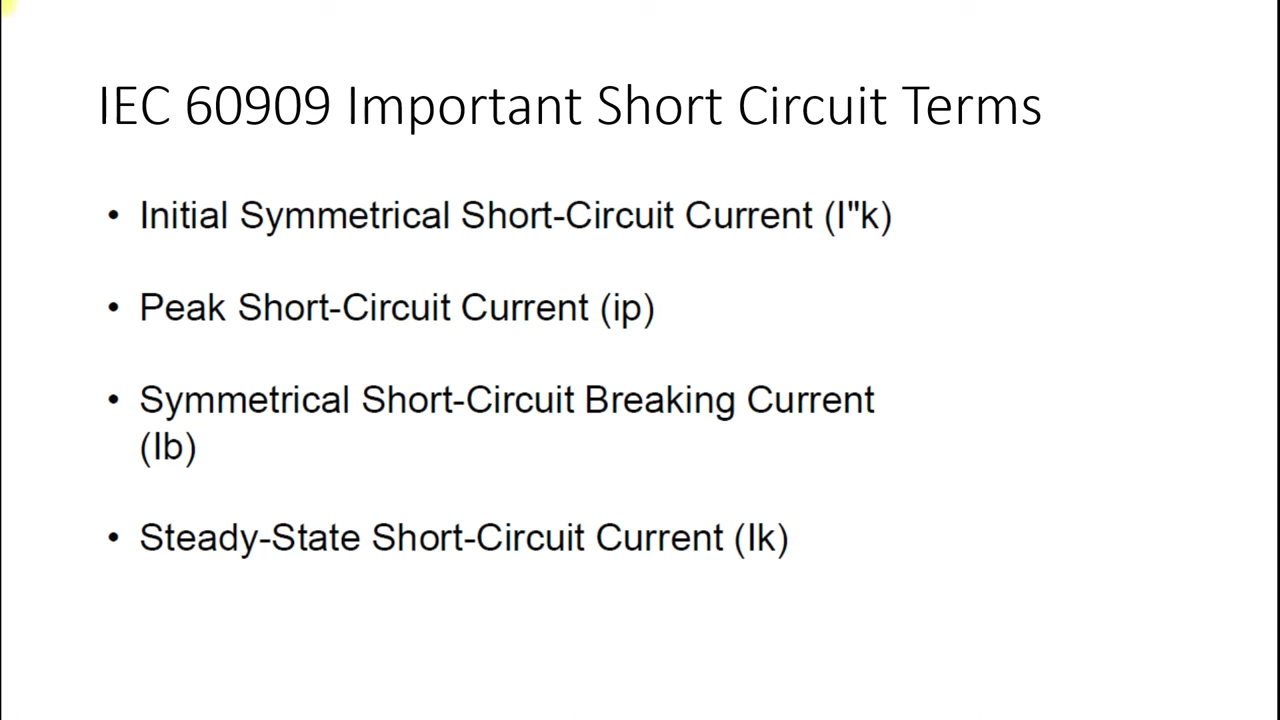 IEC 60909 Important Short Circuit Terms
• Initial Symmetrical Short-Circuit Current (I"k)
• Peak Short-Circuit Current (ip)
• Symmetrical Short-Circuit Breaking Current
(Ib)
• Steady-State Short-Circuit Current (Ik)